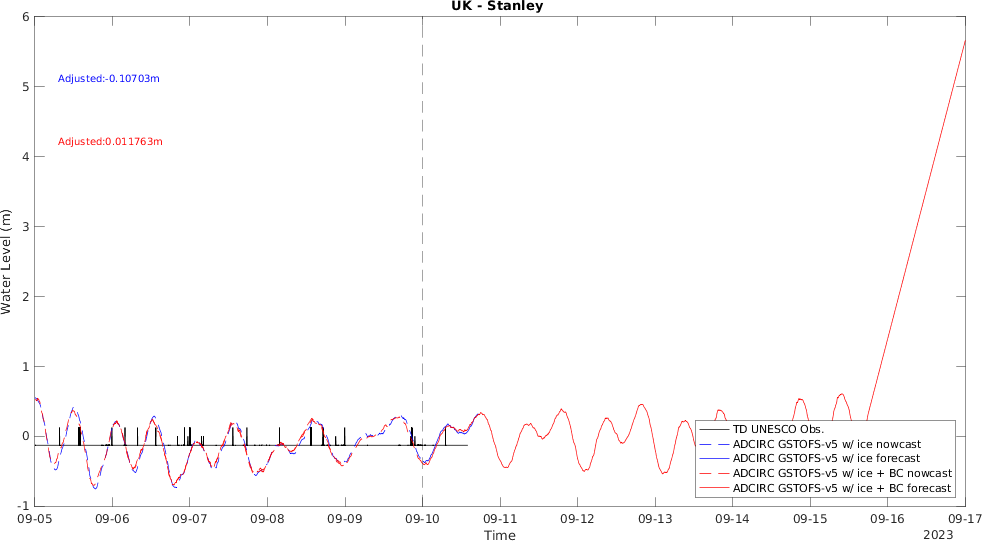 UK - Stanley
6
5
4
3
2
1
0
-1
Water Level (m)
Adjusted:-0.10703m
Adjusted:0.011763m
TD UNESCO Obs.
ADCIRC GSTOFS-v5 w/ ice nowcast
ADCIRC GSTOFS-v5 w/ ice forecast
ADCIRC GSTOFS-v5 w/ ice + BC nowcast
ADCIRC GSTOFS-v5 w/ ice + BC forecast
09-05 09-06 09-07 09-08 09-09 09-10 09-11 09-12 09-13 09-14 09-15 09-16 09-17
Time
2023